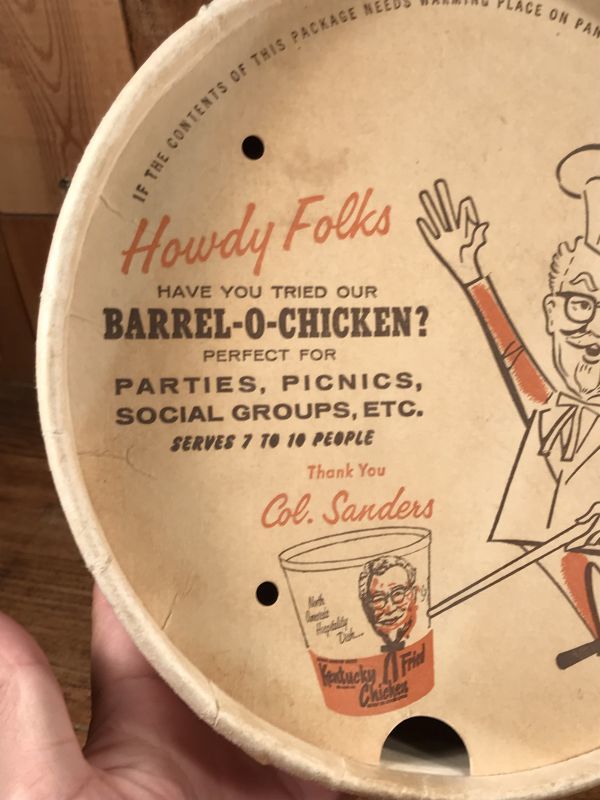 IF THE CONTENTS OF THIS PACKAGE NEEDS WARMING PLACE ON PAN
Howdy Folks
HAVE YOU TRIED OUR
BARREL-O-CHICKEN?
PERFECT FOR
PARTIES, PICNICS,
SOCIAL GROUPS, ETC.
SERVES 7 TO 10 PEOPLE
Thank You
Col. Sanders
North
America's
Hospitality
Dish...
Kentucky Fried
Chicken